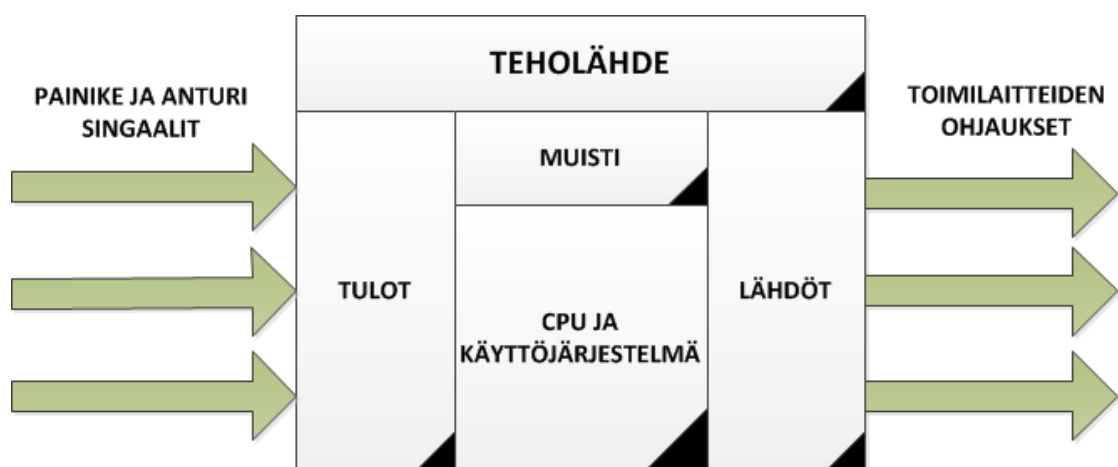 TEHOLÄHDE
PAINIKE JA ANTURI
SINGAALIT
TOIMILAITTEIDEN
OHJAUKSET
MUISTI
TULOT
LÄHDÖT
CPU JA
KÄYTTÖJÄRJESTELMÄ